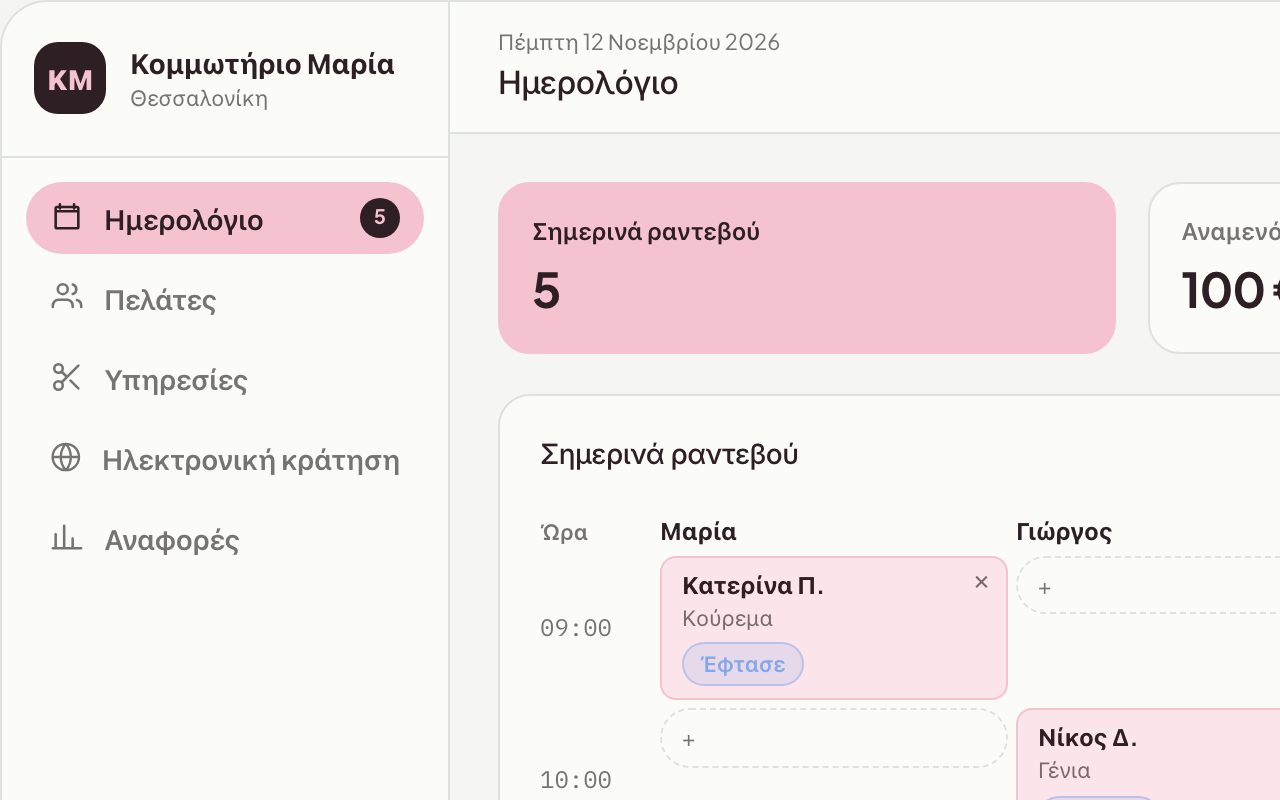 ΚΜ
Κομμωτήριο Μαρία
Θεσσαλονίκη
Ημερολόγιο
5
Πελάτες
Υπηρεσίες
Ηλεκτρονική κράτηση
Αναφορές
Πέμπτη 12 Νοεμβρίου 2026
Ημερολόγιο
Σημερινά ραντεβού
5
100
Σημερινά ραντεβού
Ώρα
Μαρία
Γιώργος
09:00
Κατερίνα Π.
×
Κούρεμα
Έφτασε
+
10:00
+
Νίκος Δ.
Γένια